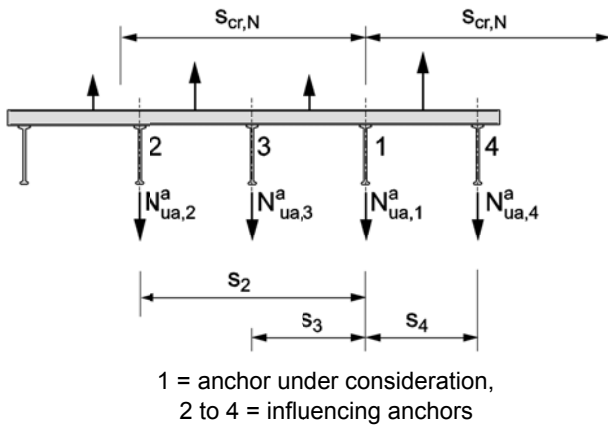 s_cr,N s_cr,N
2 3 1 4
N^a_ua,2 N^a_ua,3 N^a_ua,1 N^a_ua,4
s_2
s_3 s_4
1 = anchor under consideration,
2 to 4 = influencing anchors